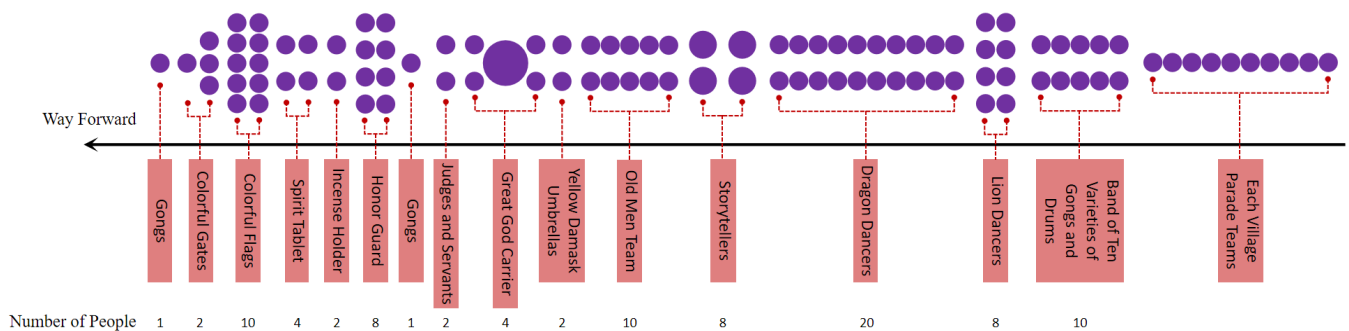 Way Forward
Gongs
Colorful Gates
Colorful Flags
Spirit Tablet
Incense Holder
Honor Guard
Gongs
Judges and Servants
Great God Carrier
Yellow Damask
Umbrellas
Old Men Team
Storytellers
Dragon Dancers
Lion Dancers
Band of Ten
Varieties of
Gongs and
Drums
Each Village
Parade Teams
Number of People 1 2 10 4 2 8 1 2 4 2 10 8 20 8 10